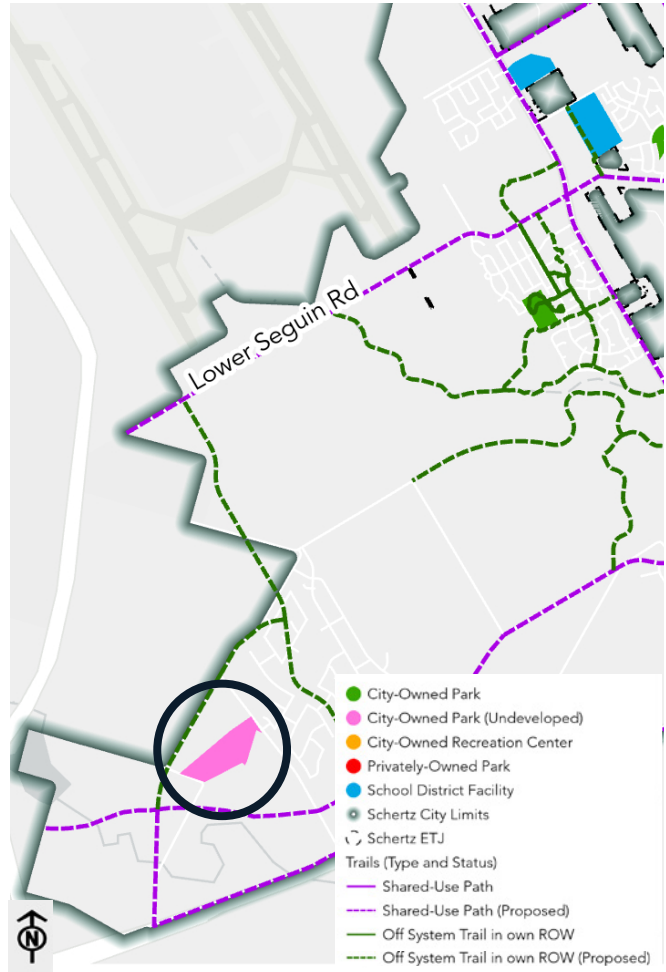 Lower Seguin Rd
City-Owned Park
City-Owned Park (Undeveloped)
City-Owned Recreation Center
Privately-Owned Park
School District Facility
Schertz City Limits
Schertz ETJ
Trails (Type and Status)
Shared-Use Path
Shared-Use Path (Proposed)
Off System Trail in own ROW
Off System Trail in own ROW (Proposed)
N